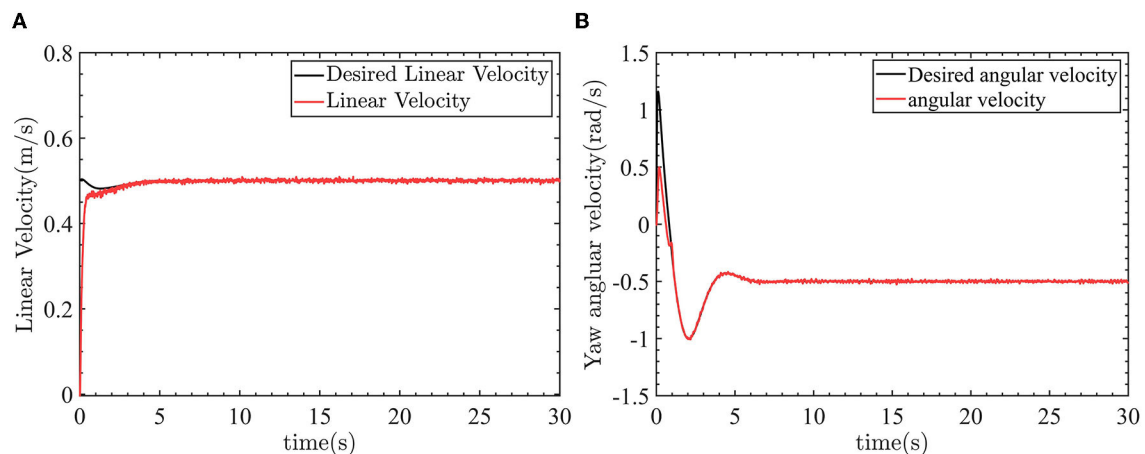 A
Linear Velocity(m/s)
0.8
0.6
0.4
0.2
0
Desired Linear Velocity
Linear Velocity
0 5 10 15 20 25 30
time(s)
B
Yaw angluar velocity(rad/s)
1.5
1
0.5
0
-0.5
-1
-1.5
Desired angular velocity
angular velocity
0 5 10 15 20 25 30
time(s)